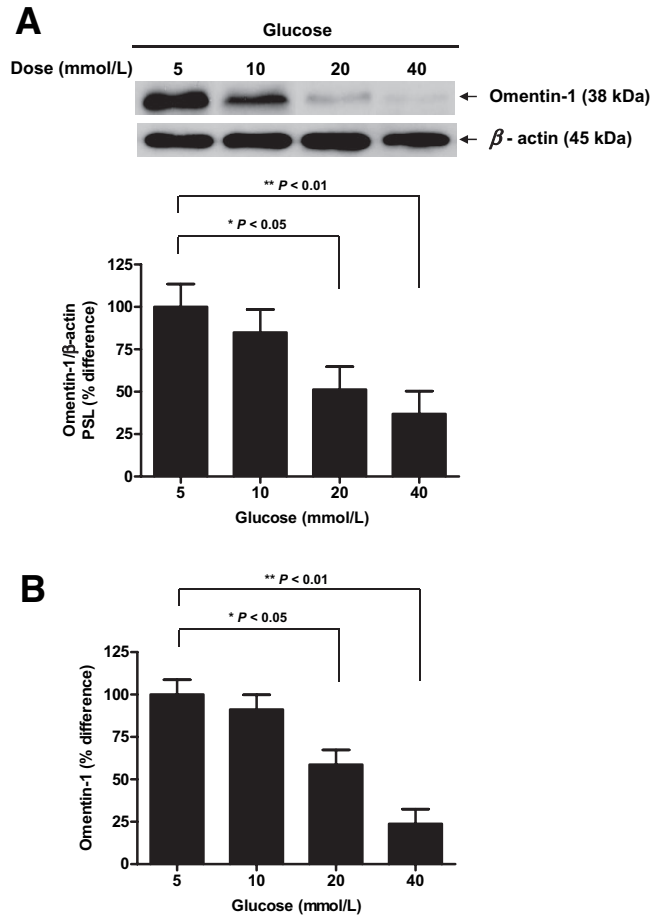 A
Glucose
Dose (mmol/L) 5 10 20 40
Omentin-1 (38 kDa)
β - actin (45 kDa)
** P < 0.01
* P < 0.05
125
100
75
50
25
0
Omentin-1/β-actin
PSL (% difference)
5 10 20 40
Glucose (mmol/L)
B
** P < 0.01
* P < 0.05
125
100
75
50
25
0
Omentin-1 (% difference)
5 10 20 40
Glucose (mmol/L)